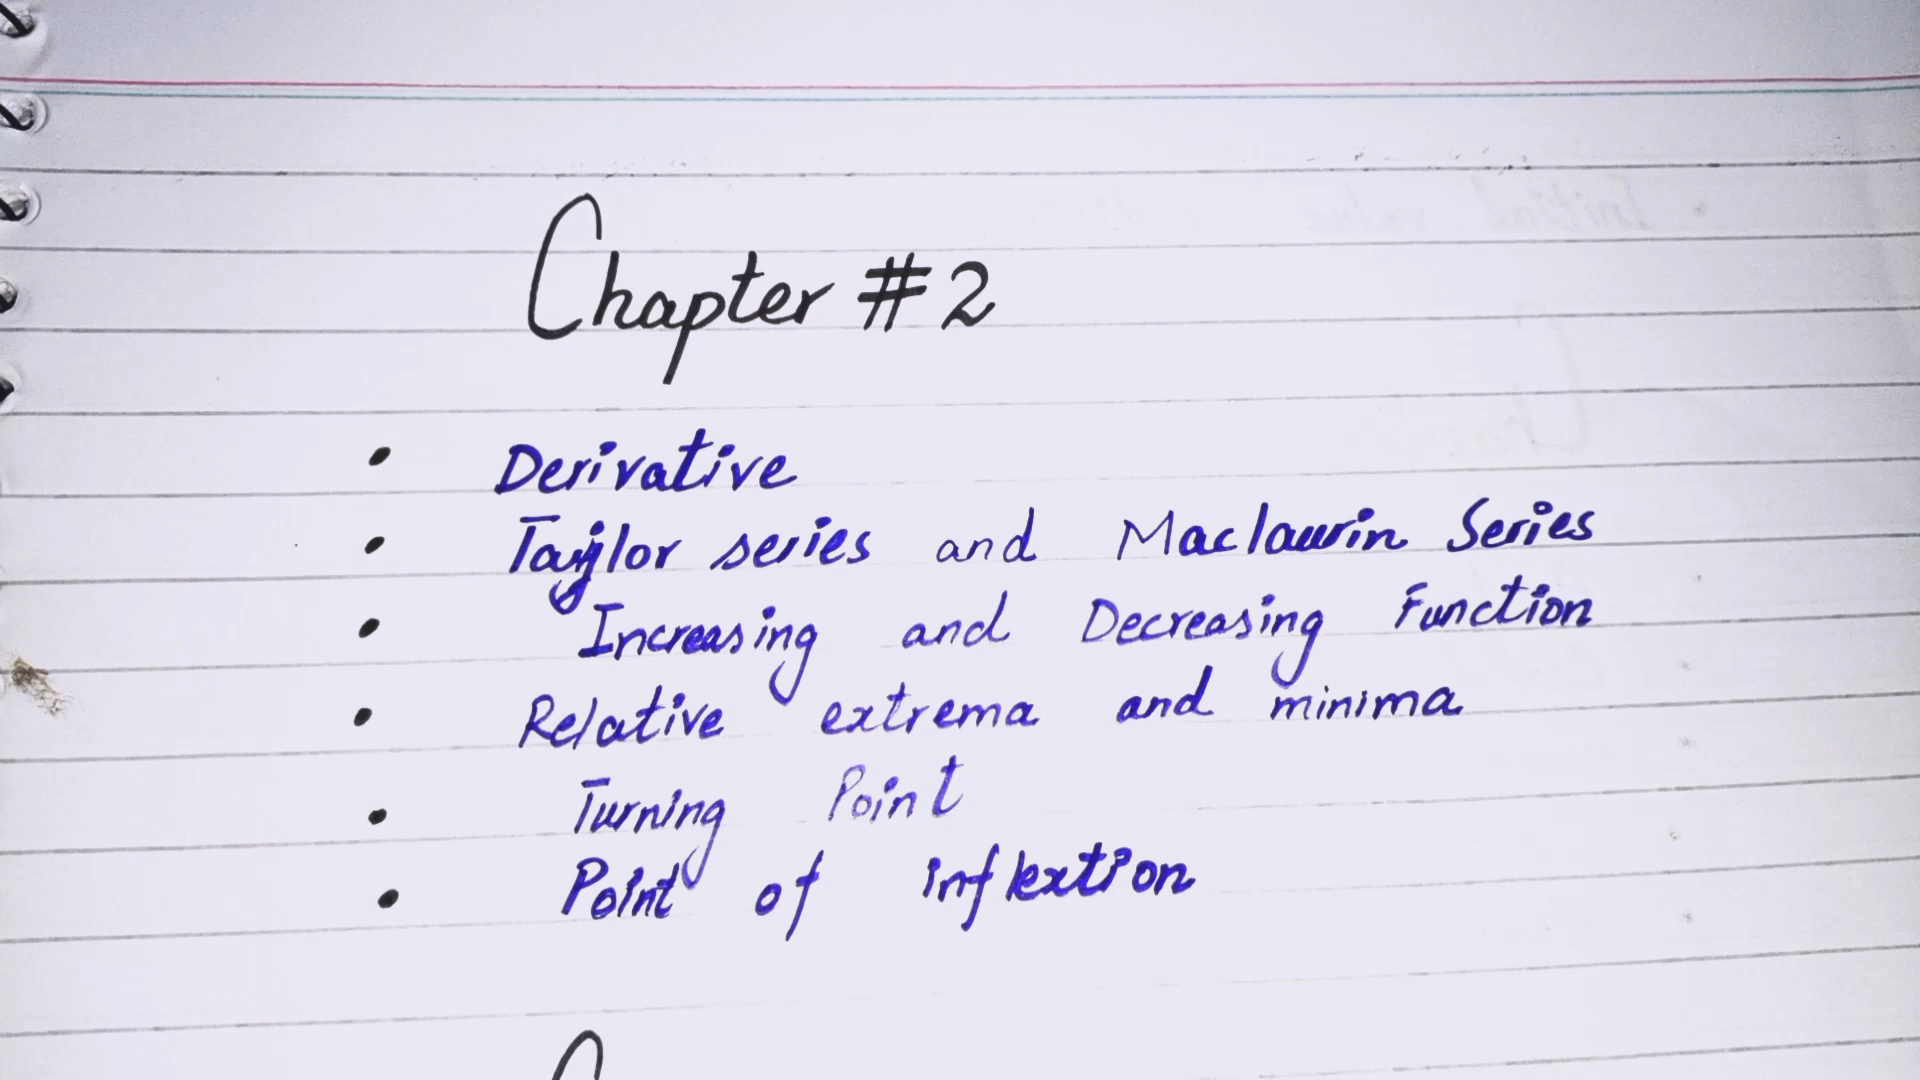 Chapter #2
• Derivative
• Taylor series and Maclaurin Series
• Increasing and Decreasing Function
• Relative extrema and minima
• Turning Point
• Point of inflextion